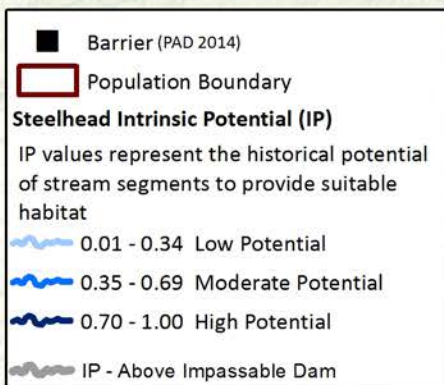 Barrier (PAD 2014)
Population Boundary
Steelhead Intrinsic Potential (IP)
IP values represent the historical potential
of stream segments to provide suitable
habitat
0.01 - 0.34 Low Potential
0.35 - 0.69 Moderate Potential
0.70 - 1.00 High Potential
IP - Above Impassable Dam